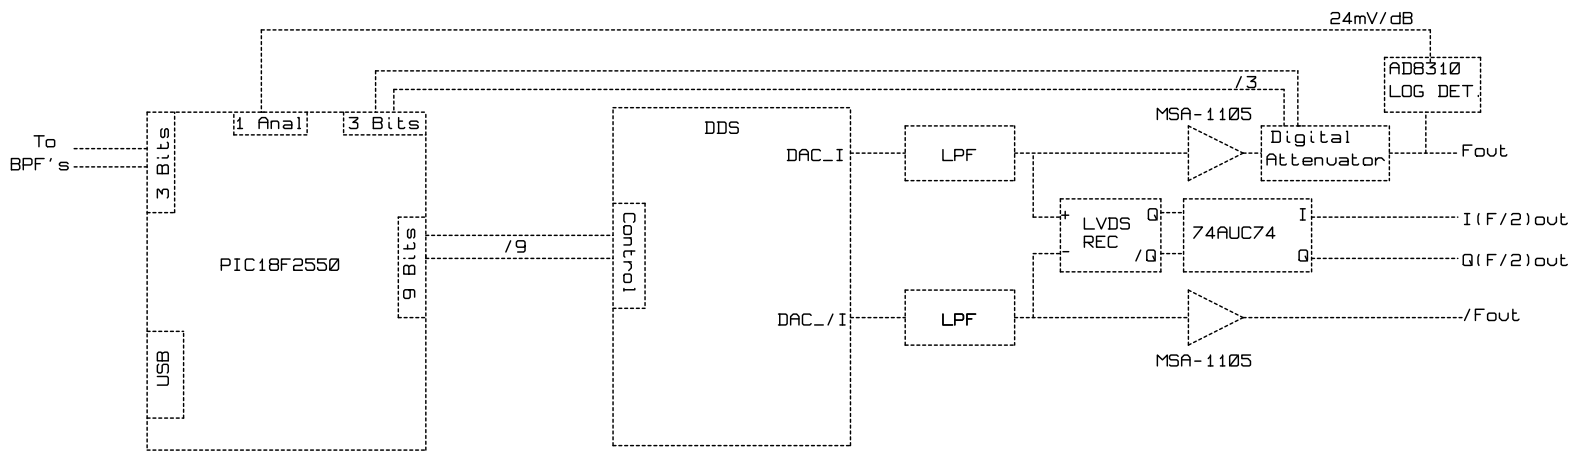 24mV/dB
AD8310
LOG DET.
/3
MSA-1105
1 Anal
3 Bits
To
BPF's
3 Bits
DDS
DAC_I
LPF
Digital
Attenuator
Fout
+
Q
LVDS
REC
-
/Q
74AUC74
I
Q
I(F/2)out
Q(F/2)out
PIC18F2550
9 Bits
/9
Control
DAC_/I
LPF
/Fout
MSA-1105
USB